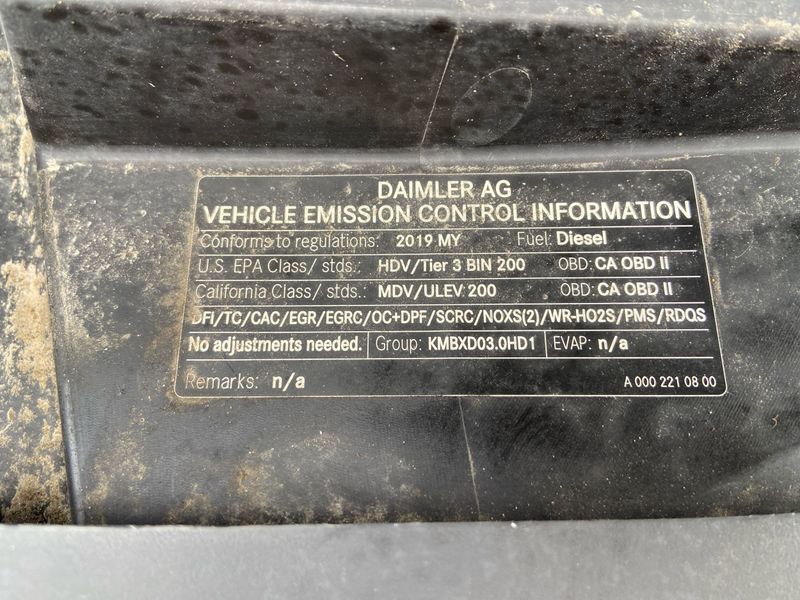 DAIMLER AG
VEHICLE EMISSION CONTROL INFORMATION
Conforms to regulations: 2019 MY Fuel: Diesel
U.S. EPA Class/ stds.: HDV/Tier 3 BIN 200 OBD: CA OBD II
California Class/ stds.: MDV/ULEV 200 OBD: CA OBD II
DFI/TC/CAC/EGR/EGRC/OC+DPF/SCRC/NOXS(2)/WR-HO2S/PMS/RDQS
No adjustments needed. Group: KMBXD03.0HD1 EVAP: n/a
Remarks: n/a A 000 221 08 00